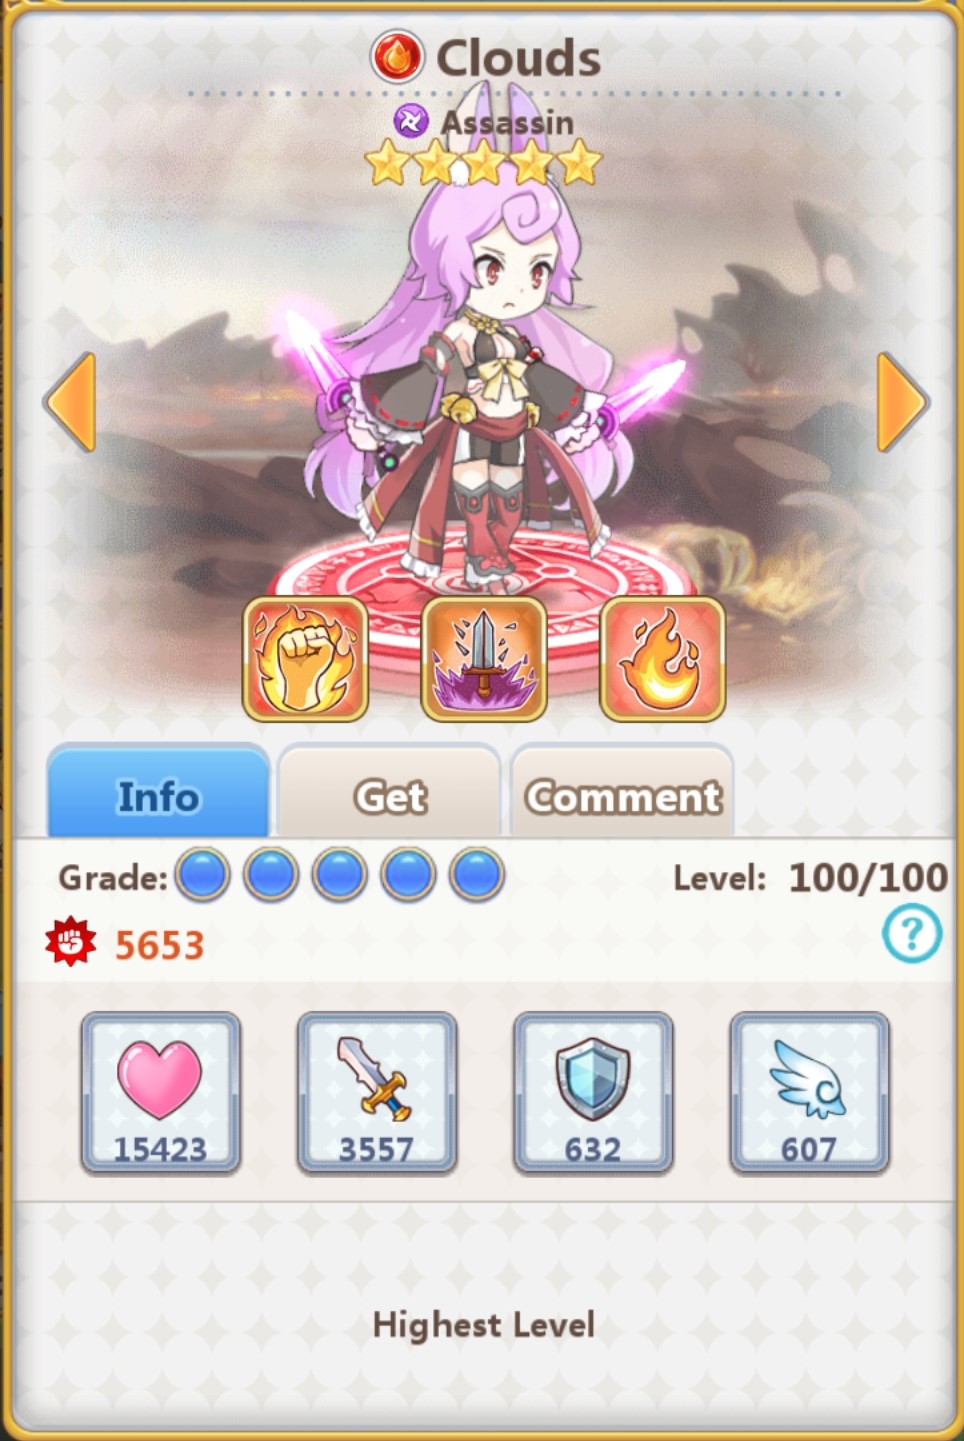 Clouds
Assassin
Info
Get
Comment
Grade:
Level: 100/100
5653
?
15423
3557
632
607
Highest Level